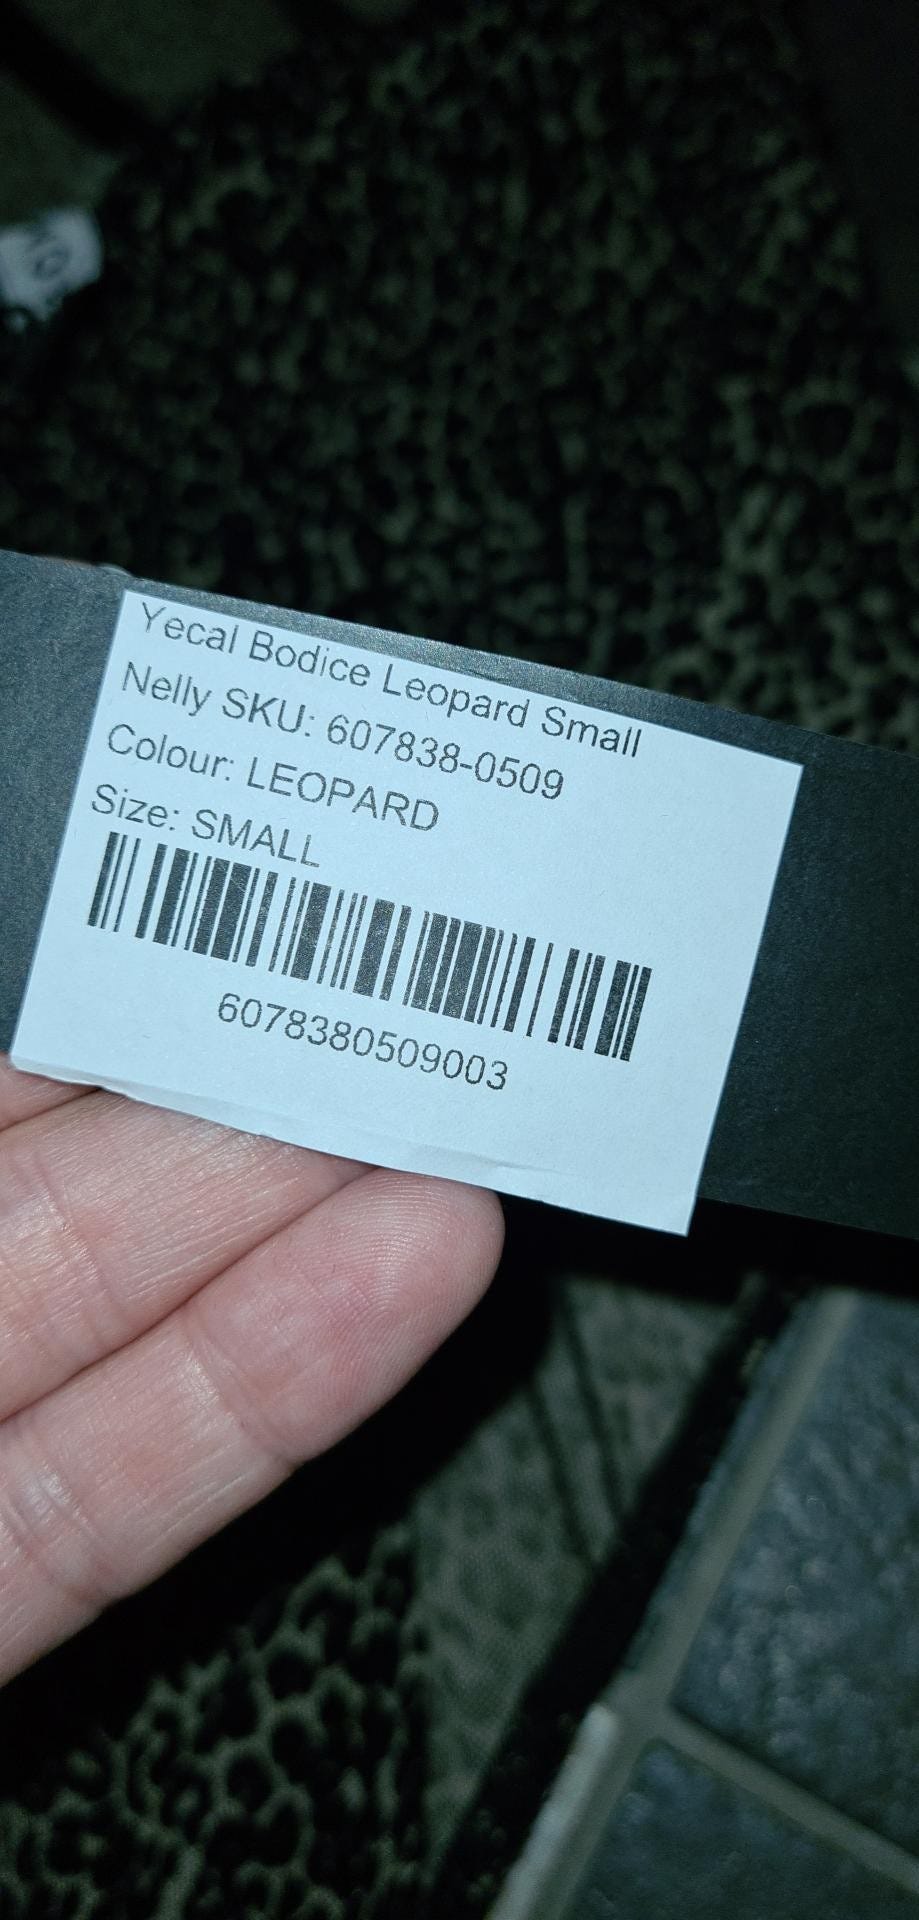 Yecal Bodice Leopard Small
Nelly SKU: 607838-0509
Colour: LEOPARD
Size: SMALL
6078380509003